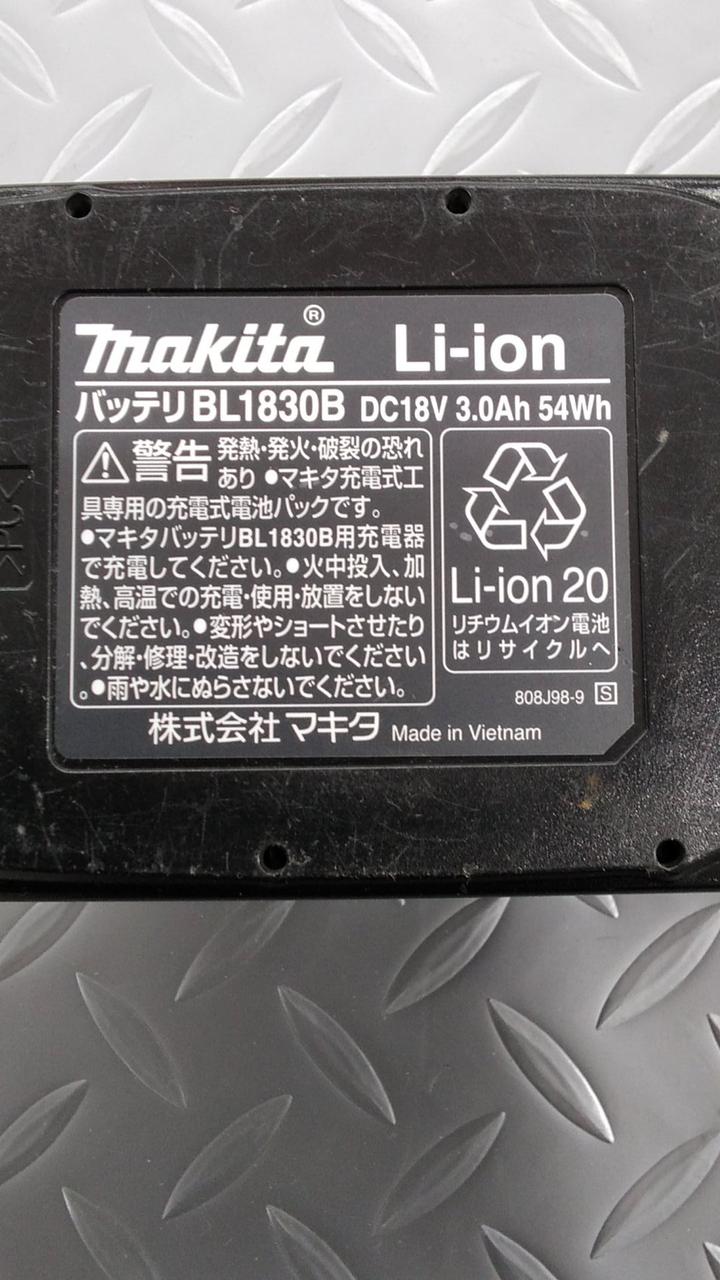 makita® Li-ion
バッテリBL1830B DC18V 3.0Ah 54Wh
警告 発熱・発火・破裂の恐れ
あり ●マキタ充電式工
具専用の充電式電池パックです。
●マキタバッテリBL1830B用充電器
で充電してください。●火中投入、加
熱、高温での充電・使用・放置をしない
でください。●変形やショートさせたり
、分解・修理・改造をしないでください
。●雨や水にぬらさないでください。
Li-ion 20
リチウムイオン電池
はリサイクルへ
808J98-9 S
株式会社マキタ Made in Vietnam
>PC<